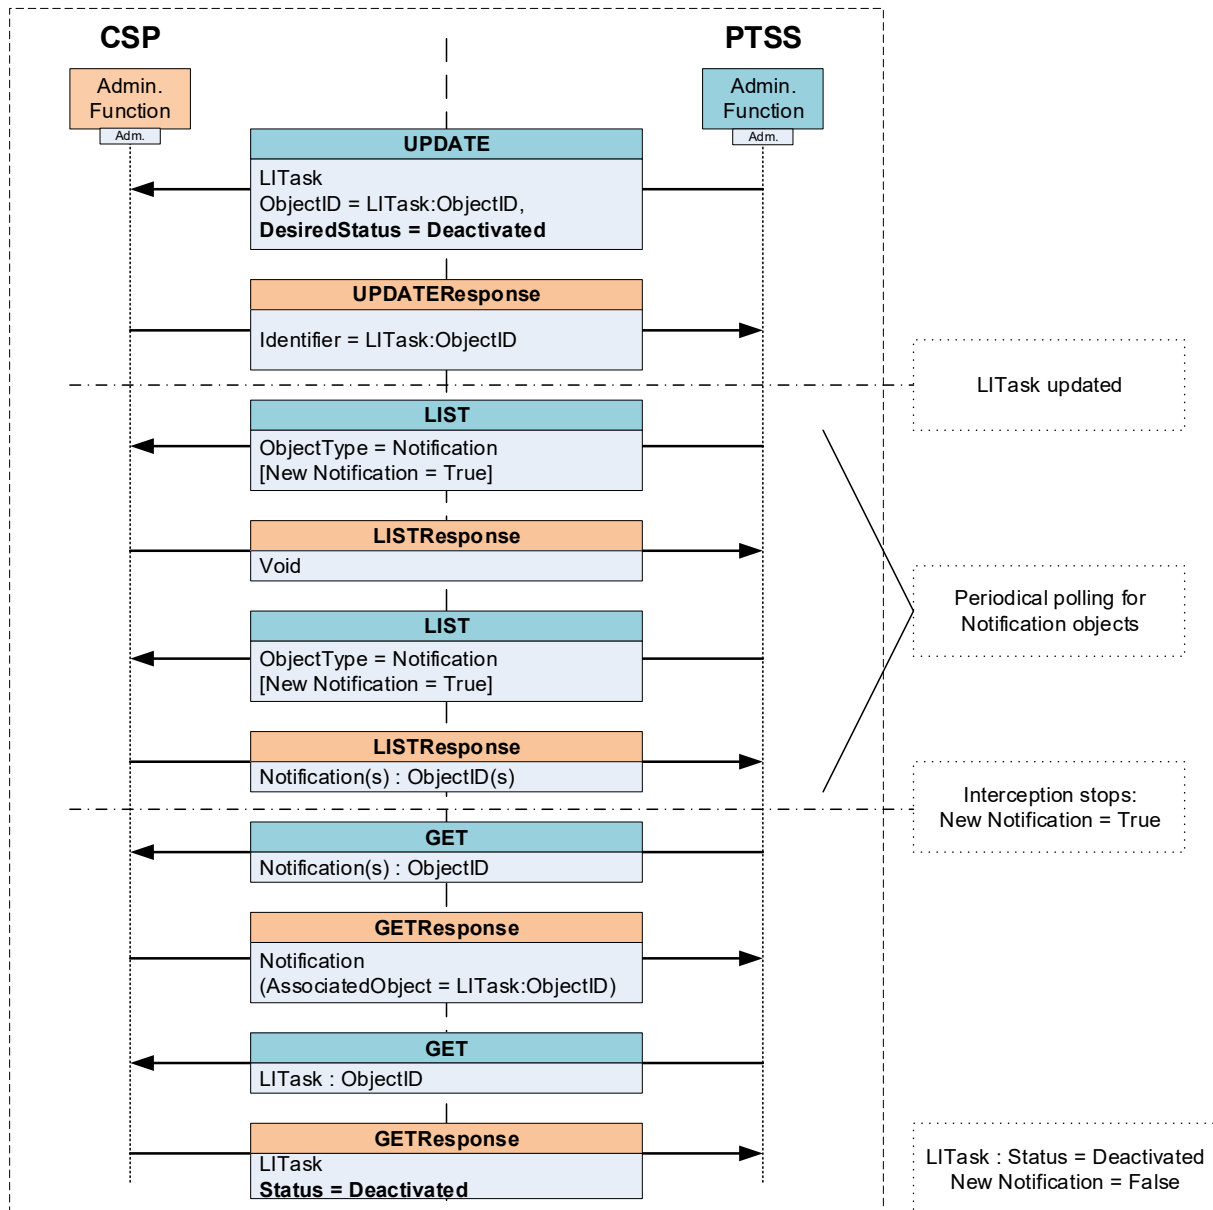 CSP
PTSS
Admin.
Function
Adm.
Admin.
Function
Adm.
UPDATE
LITask
ObjectID = LITask:ObjectID,
DesiredStatus = Deactivated
UPDATEResponse
Identifier = LITask:ObjectID
LITask updated
LIST
ObjectType = Notification
[New Notification = True]
LISTResponse
Void
Periodical polling for
Notification objects
LIST
ObjectType = Notification
[New Notification = True]
LISTResponse
Notification(s) : ObjectID(s)
Interception stops:
New Notification = True
GET
Notification(s) : ObjectID
GETResponse
Notification
(AssociatedObject = LITask:ObjectID)
GET
LITask : ObjectID
GETResponse
LITask
Status = Deactivated
LITask : Status = Deactivated
New Notification = False